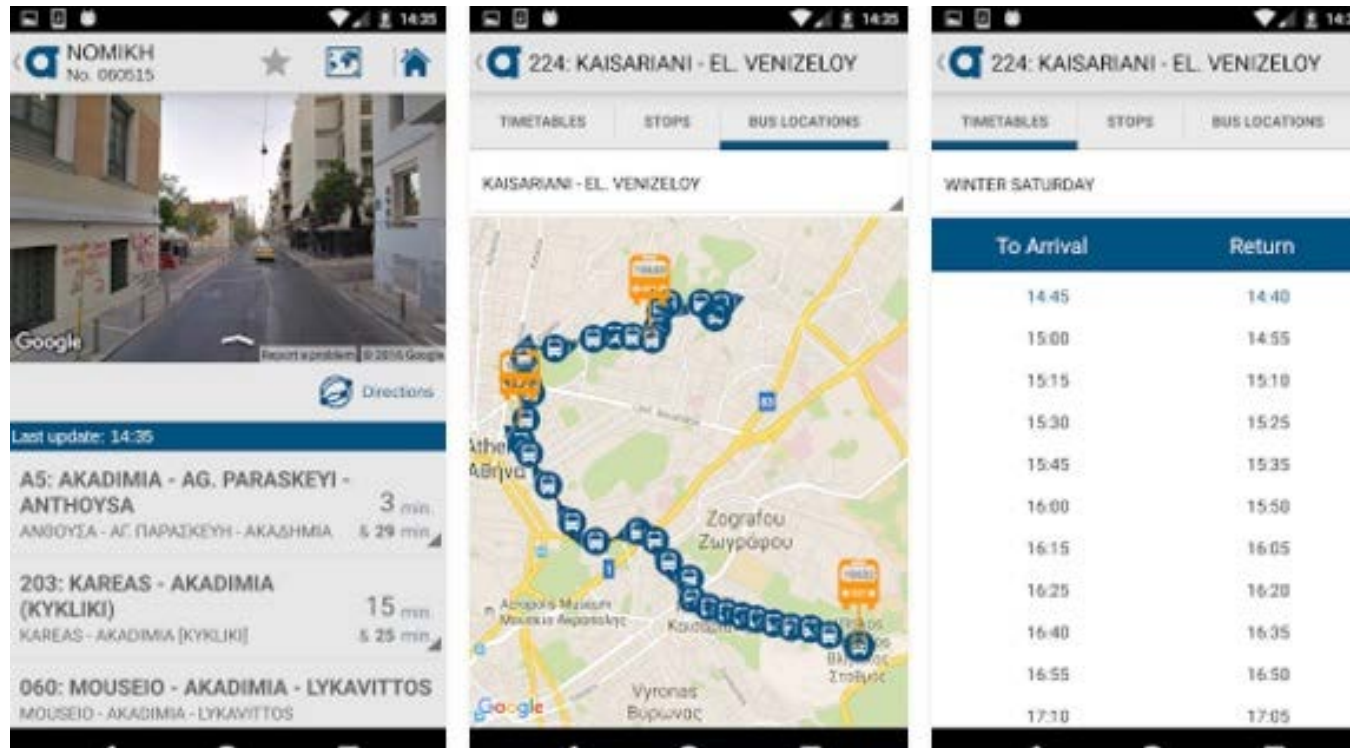 14:35
NOMIKH
No. 060515
Google
Report a problem © 2016 Google
Directions
Last update: 14:35
A5: AKADIMIA - AG. PARASKEYI - ANTHOYSA
3 min.
ΑΝΘΟΥΣΑ - ΑΓ. ΠΑΡΑΣΚΕΥΗ - ΑΚΑΔΗΜΙΑ & 29 min.
203: KAREAS - AKADIMIA (KYKLIKI)
15 min.
KAREAS - AKADIMIA [KYKLIKI] & 25 min.
060: MOUSEIO - AKADIMIA - LYKAVITTOS
MOUSEIO - AKADIMIA - LYKAVITTOS
14:35
224: KAISARIANI - EL. VENIZELOY
TIMETABLES STOPS BUS LOCATIONS
KAISARIANI - EL. VENIZELOY
Αθήνα
Zografou
Ζωγράφου
Acropolis Museum
Μουσείο Ακρόπολης
Vyronas
Βύρωνας
Google
224: KAISARIANI - EL. VENIZELOY
TIMETABLES STOPS BUS LOCATIONS
WINTER SATURDAY
To Arrival Return
14:45 14:40
15:00 14:55
15:15 15:10
15:30 15:25
15:45 15:35
16:00 15:50
16:15 16:05
16:25 16:20
16:40 16:35
16:55 16:50
17:10 17:05